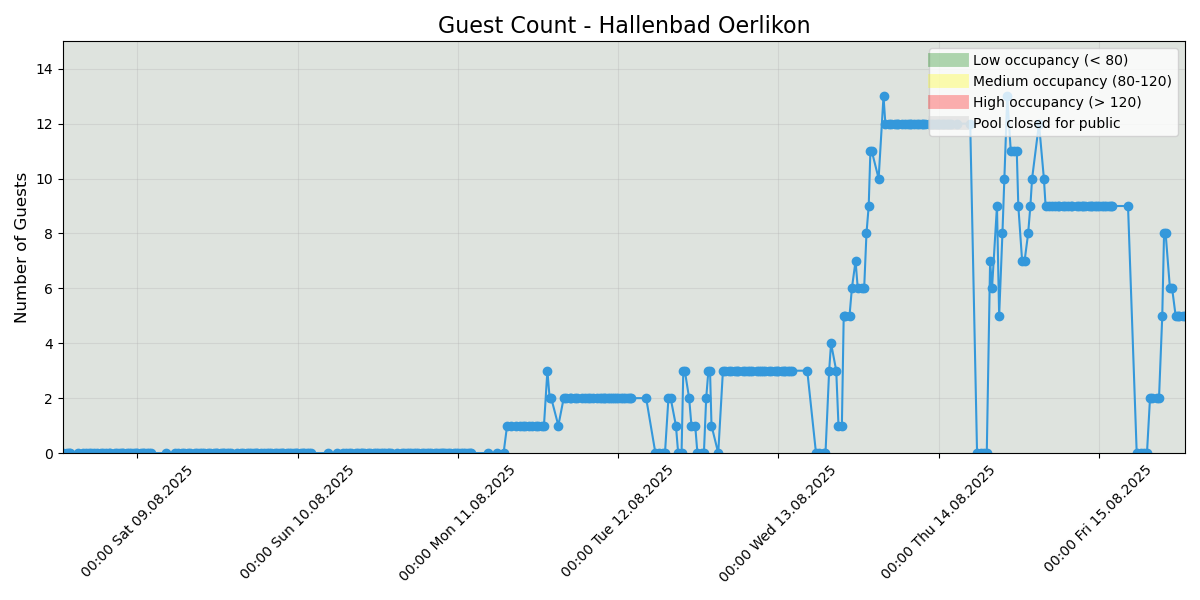 Guest Count - Hallenbad Oerlikon
Low occupancy (< 80)
Medium occupancy (80-120)
High occupancy (> 120)
Pool closed for public
Number of Guests
14
12
10
8
6
4
2
0
00:00 Sat 09.08.2025
00:00 Sun 10.08.2025
00:00 Mon 11.08.2025
00:00 Tue 12.08.2025
00:00 Wed 13.08.2025
00:00 Thu 14.08.2025
00:00 Fri 15.08.2025